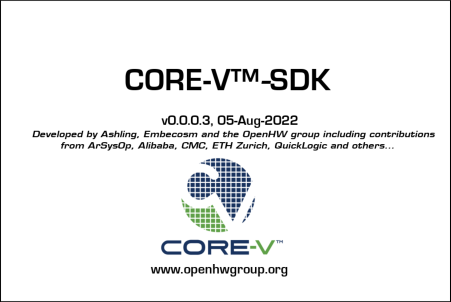 CORE-V™-SDK
v0.0.0.3, 05-Aug-2022
Developed by Ashling, Embecosm and the OpenHW group including contributions
from ArSysOp, Alibaba, CMC, ETH Zurich, QuickLogic and others...
CORE-V™
www.openhwgroup.org